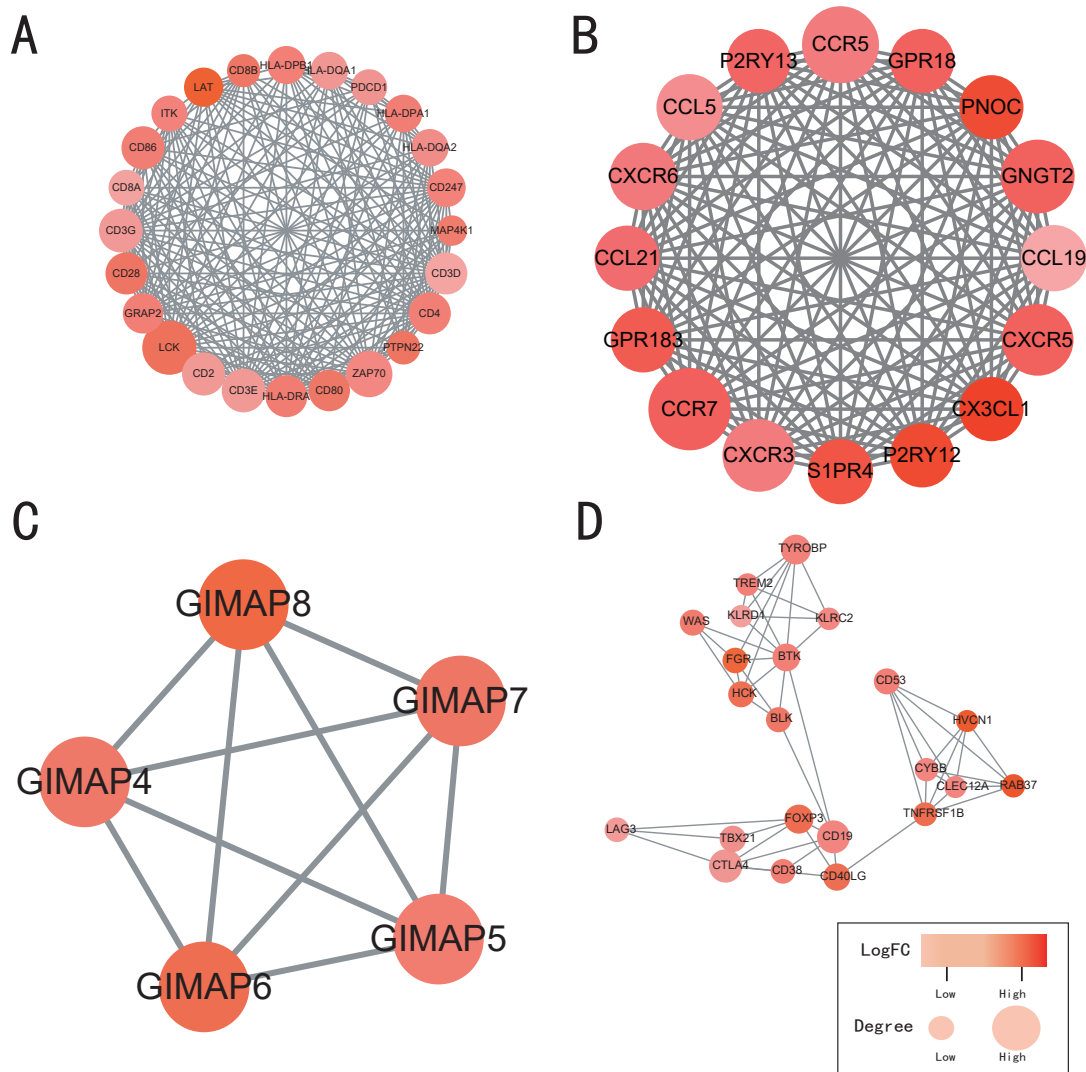 A
CD8B
HLA-DPB1
HLA-DQA1
PDCD1
HLA-DPA1
HLA-DQA2
CD247
MAP4K1
CD3D
CD4
PTPN22
ZAP70
CD80
HLA-DRA
CD3E
CD2
LCK
GRAP2
CD28
CD3G
CD8A
CD86
ITK
LAT
B
CCR5
GPR18
PNOC
GNGT2
CCL19
CXCR5
CX3CL1
P2RY12
S1PR4
CXCR3
CCR7
GPR183
CCL21
CXCR6
CCL5
P2RY13
C
GIMAP8
GIMAP7
GIMAP4
GIMAP5
GIMAP6
D
TYROBP
TREM2
KLRD1
KLRC2
WAS
FGR
BTK
HCK
BLK
CD53
HVCN1
CYBB
CLEC12A
RAB37
TNFRSF1B
LAG3
TBX21
FOXP3
CD19
CTLA4
CD38
CD40LG
LogFC
Low High
Degree
Low High